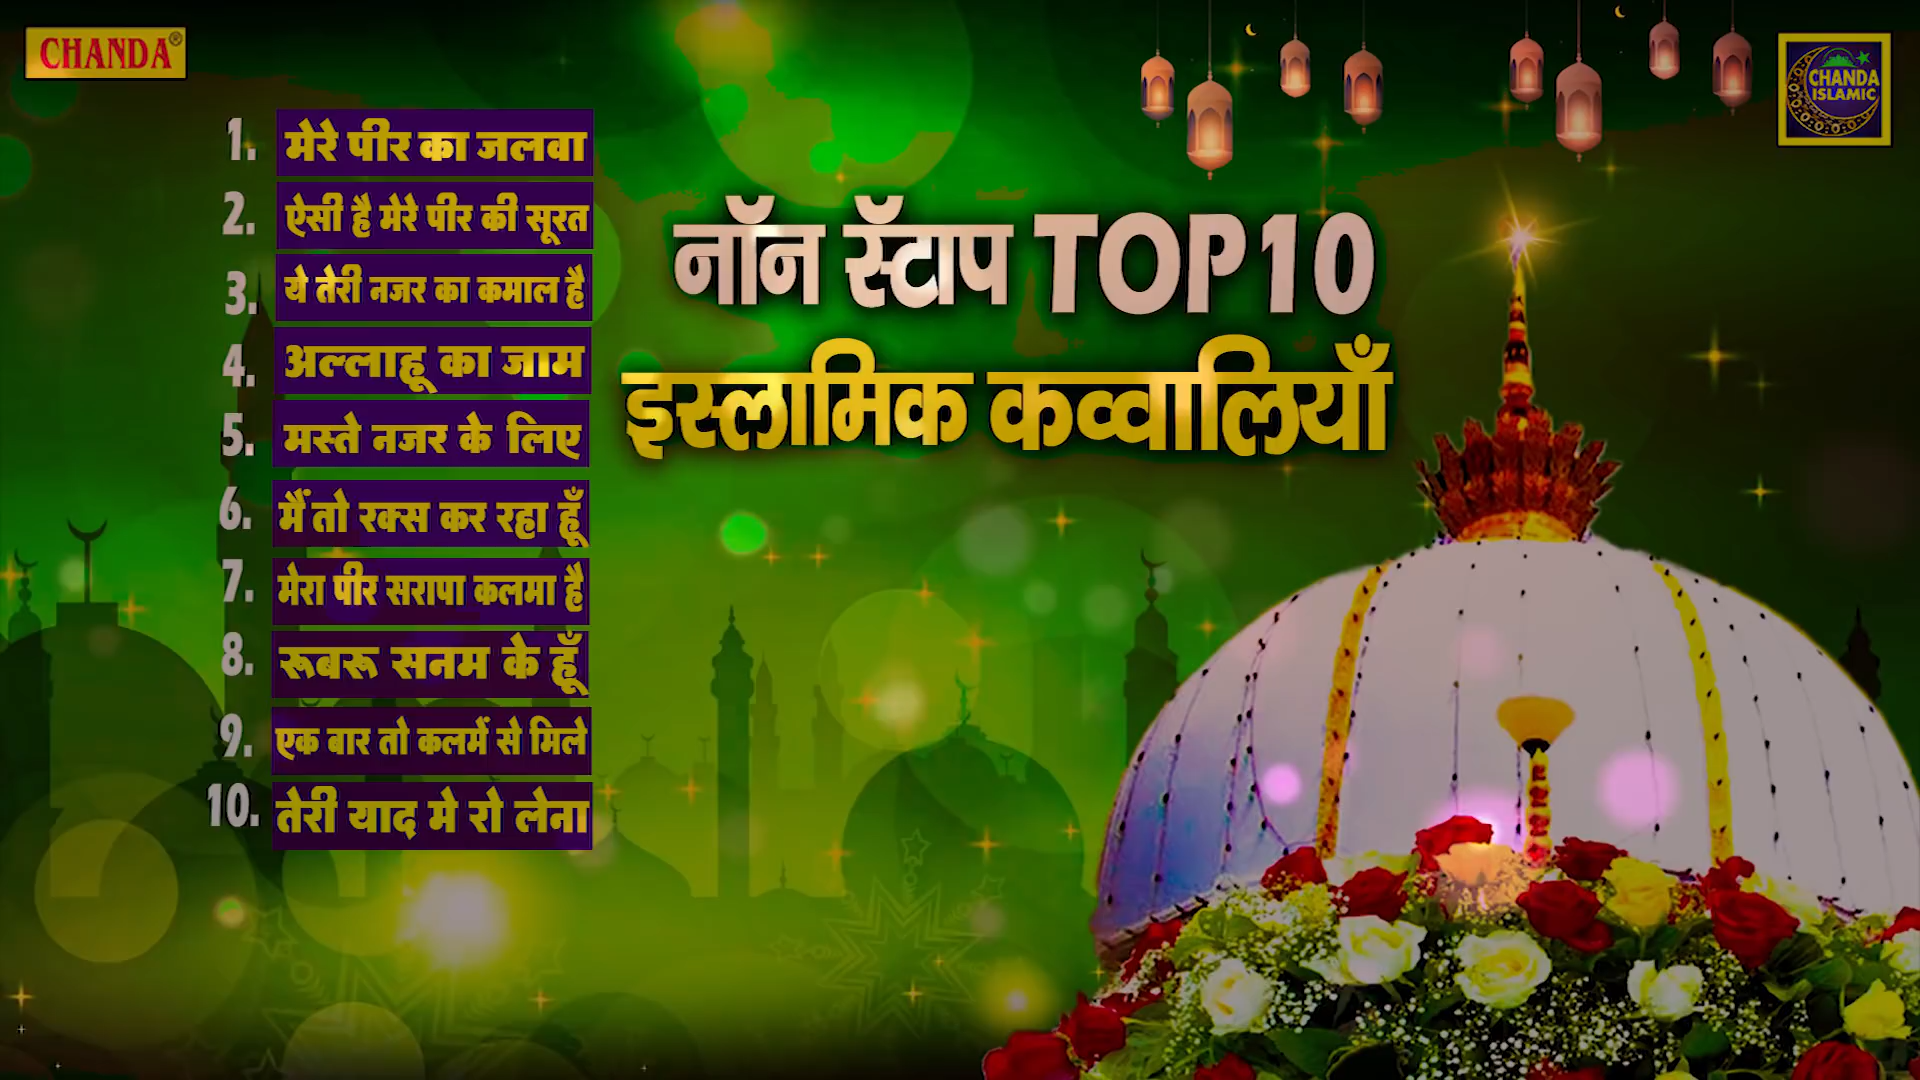 CHANDA®
CHANDA
ISLAMIC
नॉन स्टॅाप TOP10
इस्लामिक कव्वालियाँ
1. मेरे पीर का जलवा
2. ऐसी है मेरे पीर की सूरत
3. ये तेरी नजर का कमाल है
4. अल्लाहू का जाम
5. मस्ते नजर के लिए
6. मैं तो रक्स कर रहा हूँ
7. मेरा पीर सरापा कलमा है
8. रूबरू सनम के हूँ
9. एक बार तो कलमें से मिले
10. तेरी याद मे रो लेना